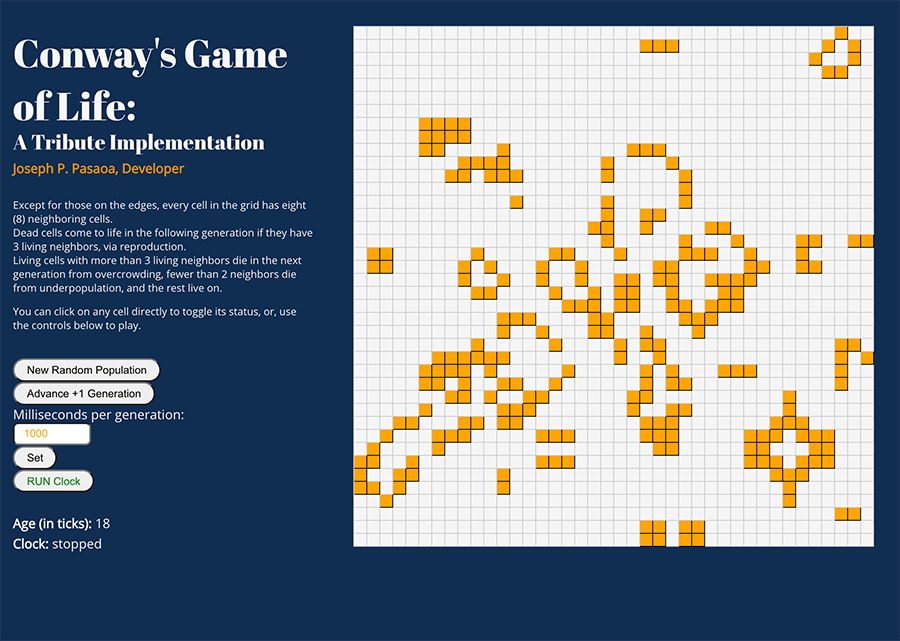 Conway's Game
of Life:
A Tribute Implementation
Joseph P. Pasaoa, Developer
Except for those on the edges, every cell in the grid has eight
(8) neighboring cells.
Dead cells come to life in the following generation if they have
3 living neighbors, via reproduction.
Living cells with more than 3 living neighbors die in the next
generation from overcrowding, fewer than 2 neighbors die
from underpopulation, and the rest live on.
You can click on any cell directly to toggle its status, or, use
the controls below to play.
New Random Population
Advance +1 Generation
Milliseconds per generation:
1000
Set
RUN Clock
Age (in ticks): 18
Clock: stopped